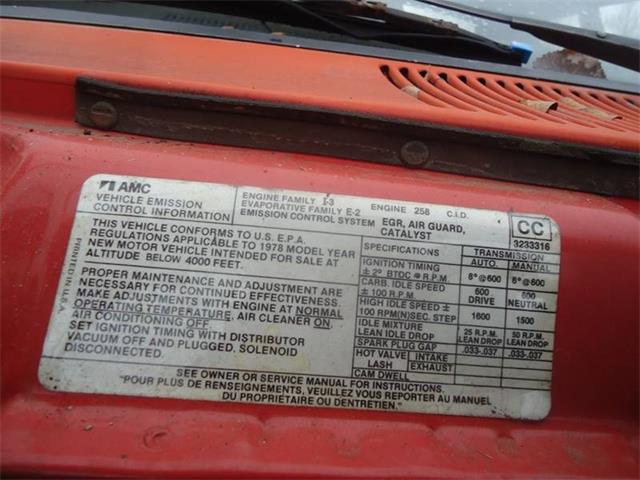 AMC
VEHICLE EMISSION
CONTROL INFORMATION
ENGINE FAMILY I-3
EVAPORATIVE FAMILY E-2 ENGINE 258 C.I.D.
EMISSION CONTROL SYSTEM EGR, AIR GUARD,
CATALYST
CC
3233316
PRINTED IN U.S.A.
THIS VEHICLE CONFORMS TO U.S. E.P.A.
REGULATIONS APPLICABLE TO 1978 MODEL YEAR
NEW MOTOR VEHICLE INTENDED FOR SALE AT
ALTITUDE BELOW 4000 FEET.
PROPER MAINTENANCE AND ADJUSTMENT ARE
NECESSARY FOR CONTINUED EFFECTIVENESS.
MAKE ADJUSTMENTS WITH ENGINE AT NORMAL
OPERATING TEMPERATURE, AIR CLEANER ON,
AIR CONDITIONING OFF.
SET IGNITION TIMING WITH DISTRIBUTOR
VACUUM OFF AND PLUGGED, SOLENOID
DISCONNECTED.
SPECIFICATIONS TRANSMISSION
AUTO. MANUAL
IGNITION TIMING
± 2° BTDC @ R.P.M. 8°@600 6°@600
CARB. IDLE SPEED 600 600
± 100 R.P.M. DRIVE NEUTRAL
HIGH IDLE SPEED ±
100 RPM(N)SEC. STEP 1600 1500
IDLE MIXTURE 25 R.P.M. 50 R.P.M.
LEAN IDLE DROP LEAN DROP LEAN DROP
SPARK PLUG GAP .033-.037 .033-.037
HOT VALVE INTAKE
LASH EXHAUST
CAM DWELL
SEE OWNER OR SERVICE MANUAL FOR INSTRUCTIONS.
"POUR PLUS DE RENSEIGNEMENTS, VEUILLEZ VOUS REPORTER AU MANUEL
DU PROPRIETAIRE OU D'ENTRETIEN."